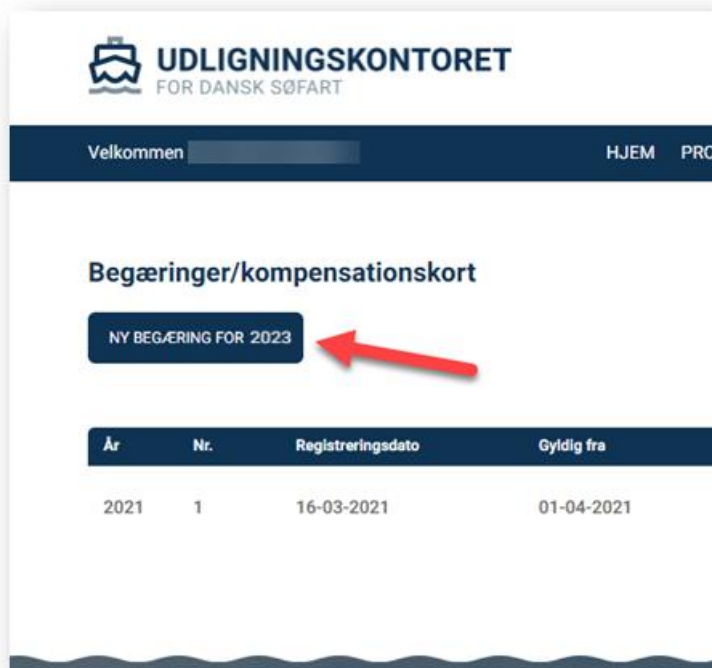 UDLIGNINGSKONTORET
FOR DANSK SØFART
Velkommen
HJEM
Begæringer/kompensationskort
NY BEGÆRING FOR 2023
År Nr. Registreringsdato Gyldig fra
2021 1 16-03-2021 01-04-2021